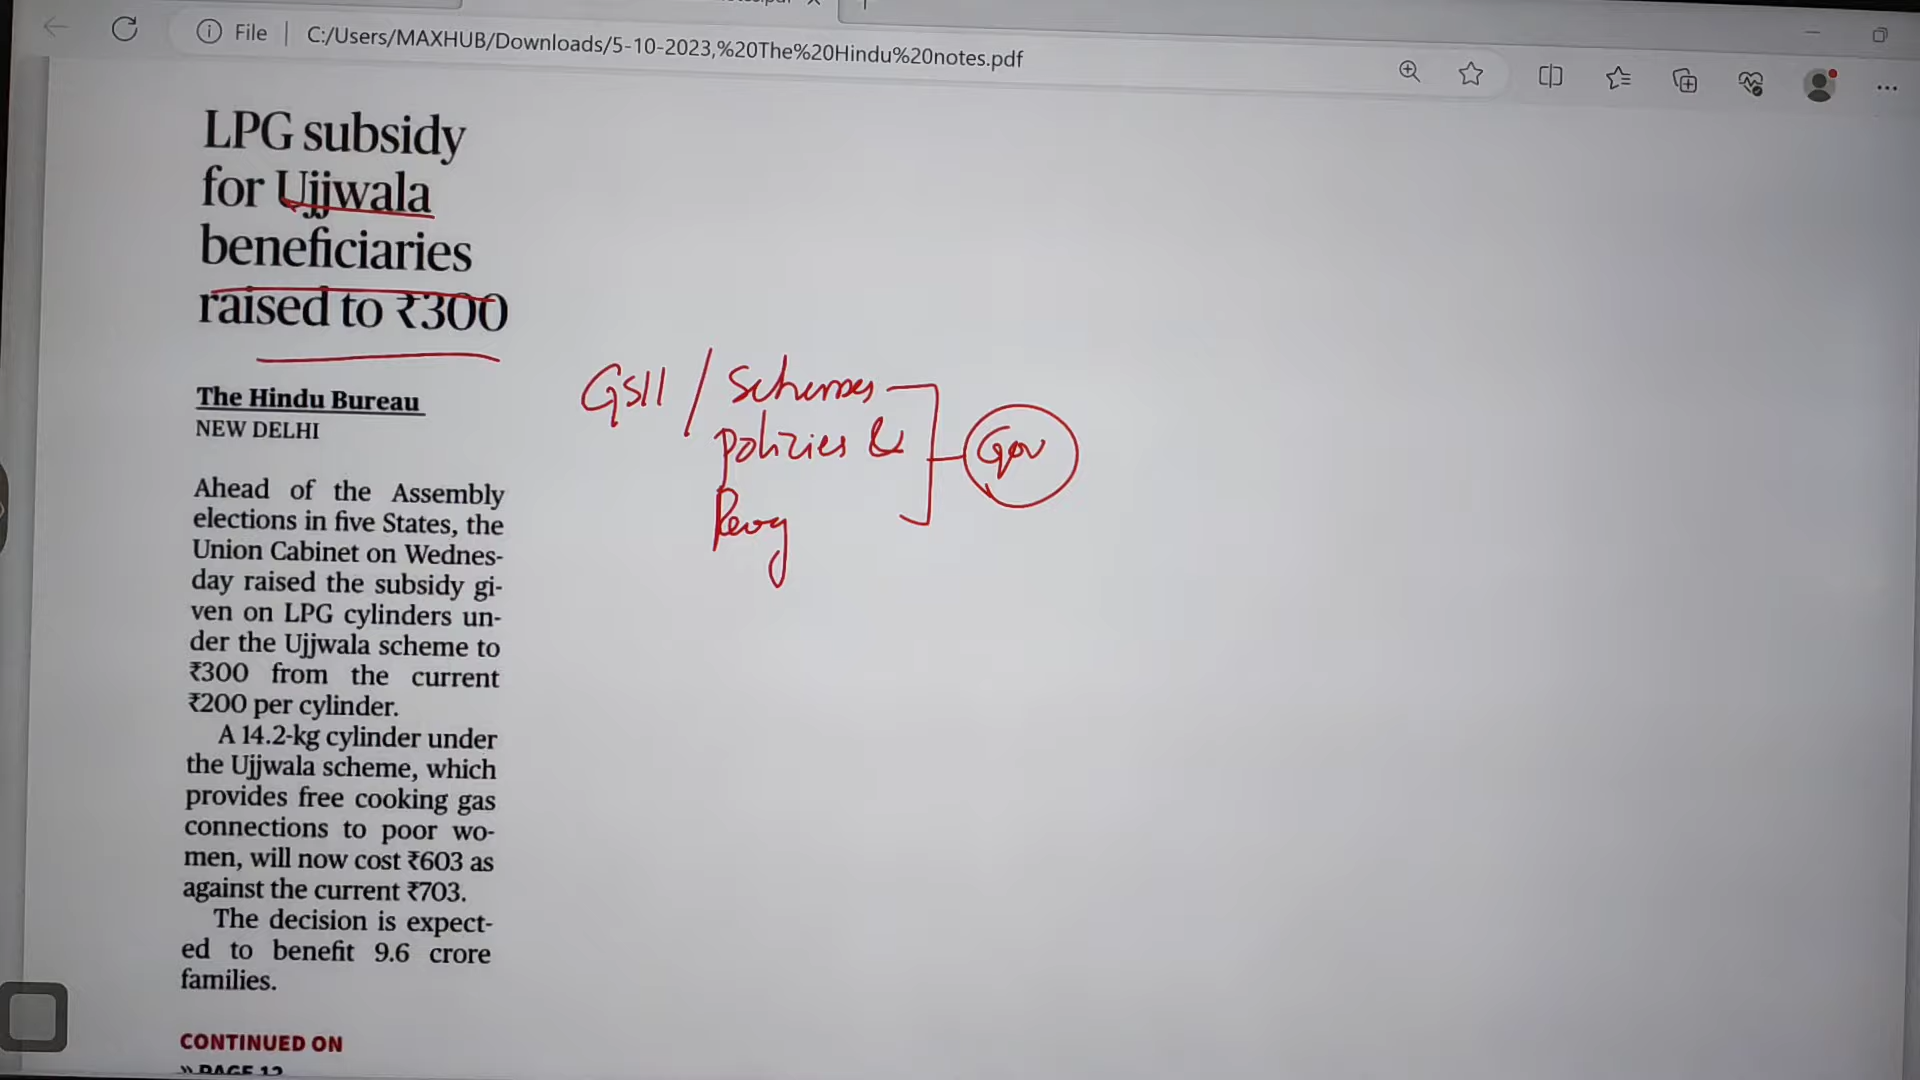 File
C:/Users/MAXHUB/Downloads/5-10-2023,%20The%20Hindu%20notes.pdf
LPG subsidy
for Ujjwala
beneficiaries
raised to ₹300
The Hindu Bureau
NEW DELHI
Ahead of the Assembly
elections in five States, the
Union Cabinet on Wednes-
day raised the subsidy gi-
ven on LPG cylinders un-
der the Ujjwala scheme to
₹300 from the current
₹200 per cylinder.
A 14.2-kg cylinder under
the Ujjwala scheme, which
provides free cooking gas
connections to poor wo-
men, will now cost ₹603 as
against the current ₹703.
The decision is expect-
ed to benefit 9.6 crore
families.
CONTINUED ON
» PAGE 12
GSII / Schemes
policies &
Gov